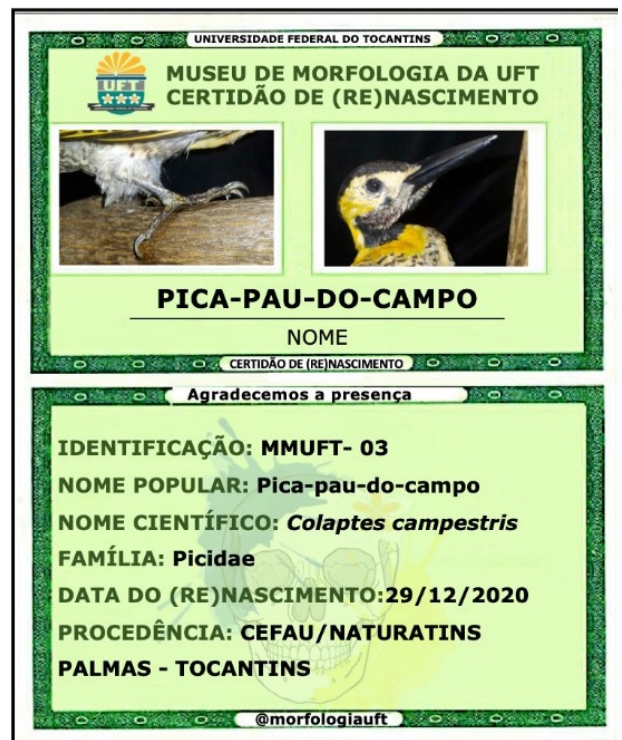 UNIVERSIDADE FEDERAL DO TOCANTINS
UFT
MUSEU DE MORFOLOGIA DA UFT
CERTIDÃO DE (RE)NASCIMENTO
PICA-PAU-DO-CAMPO
NOME
CERTIDÃO DE (RE)NASCIMENTO
Agradecemos a presença
IDENTIFICAÇÃO: MMUFT- 03
NOME POPULAR: Pica-pau-do-campo
NOME CIENTÍFICO: Colaptes campestris
FAMÍLIA: Picidae
DATA DO (RE)NASCIMENTO:29/12/2020
PROCEDÊNCIA: CEFAU/NATURATINS
PALMAS - TOCANTINS
@morfologiauft